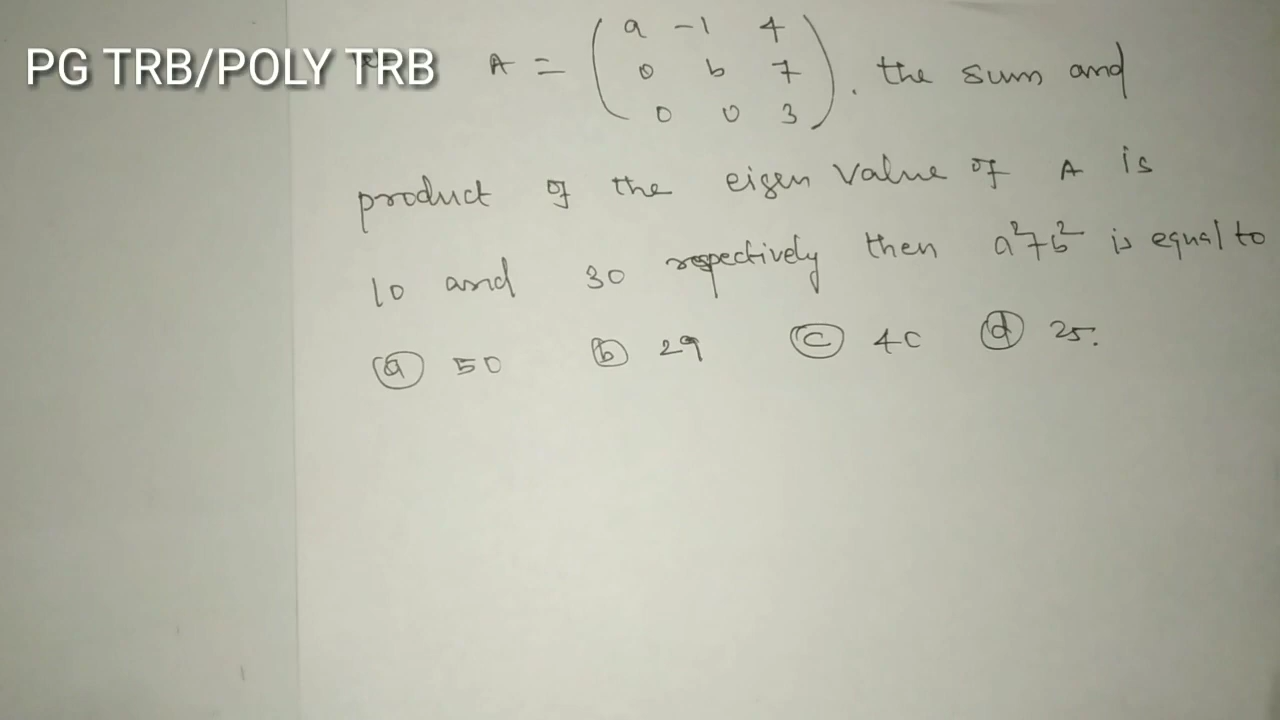 PG TRB/POLY TRB
A = ( a -1 4
0 b 7
0 0 3 ) . the sum and
product of the eigen value of A is
10 and 30 respectively then a²+b² is equal to
(a) 50 (b) 29 (c) 40 (d) 25.